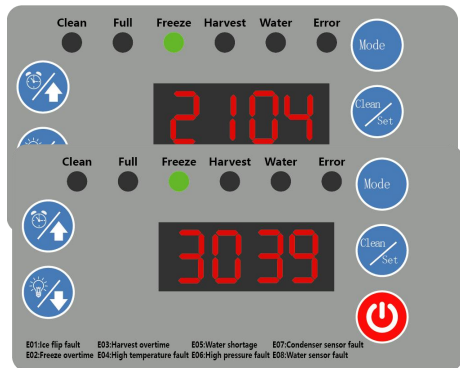 Clean Full Freeze Harvest Water Error
Mode
2104
Clean/Set
Clean Full Freeze Harvest Water Error
Mode
3039
Clean/Set
E01:Ice flip fault E03:Harvest overtime E05:Water shortage E07:Condenser sensor fault
E02:Freeze overtime E04:High temperature fault E06:High pressure fault E08:Water sensor fault